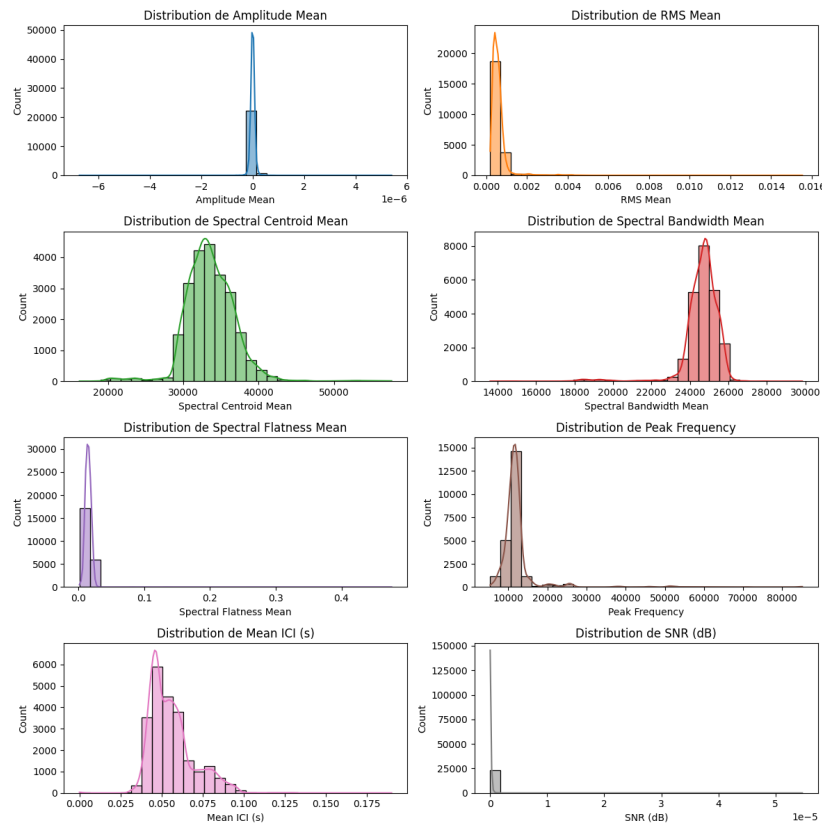 Distribution de Amplitude Mean
Count
50000
40000
30000
20000
10000
0
−6 −4 −2 0 2 4 6
Amplitude Mean
1e−6
Distribution de RMS Mean
Count
20000
15000
10000
5000
0
0.000 0.002 0.004 0.006 0.008 0.010 0.012 0.014 0.016
RMS Mean
Distribution de Spectral Centroid Mean
Count
4000
3000
2000
1000
0
20000 30000 40000 50000
Spectral Centroid Mean
Distribution de Spectral Bandwidth Mean
Count
8000
6000
4000
2000
0
14000 16000 18000 20000 22000 24000 26000 28000 30000
Spectral Bandwidth Mean
Distribution de Spectral Flatness Mean
Count
30000
25000
20000
15000
10000
5000
0
0.0 0.1 0.2 0.3 0.4
Spectral Flatness Mean
Distribution de Peak Frequency
Count
15000
12500
10000
7500
5000
2500
0
10000 20000 30000 40000 50000 60000 70000 80000
Peak Frequency
Distribution de Mean ICI (s)
Count
6000
5000
4000
3000
2000
1000
0
0.000 0.025 0.050 0.075 0.100 0.125 0.150 0.175
Mean ICI (s)
Distribution de SNR (dB)
Count
150000
125000
100000
75000
50000
25000
0
0 1 2 3 4 5
SNR (dB)
1e−5